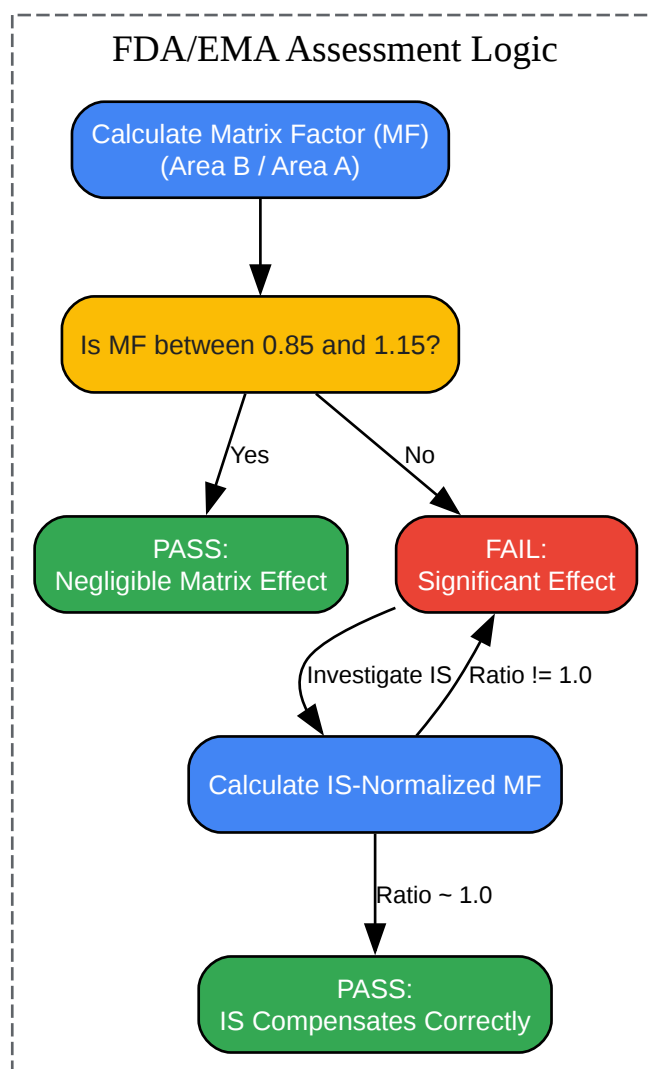 FDA/EMA Assessment Logic
Calculate Matrix Factor (MF)
(Area B / Area A)
Is MF between 0.85 and 1.15?
Yes
No
PASS:
Negligible Matrix Effect
FAIL:
Significant Effect
Investigate IS
Ratio != 1.0
Calculate IS-Normalized MF
Ratio ~ 1.0
PASS:
IS Compensates Correctly